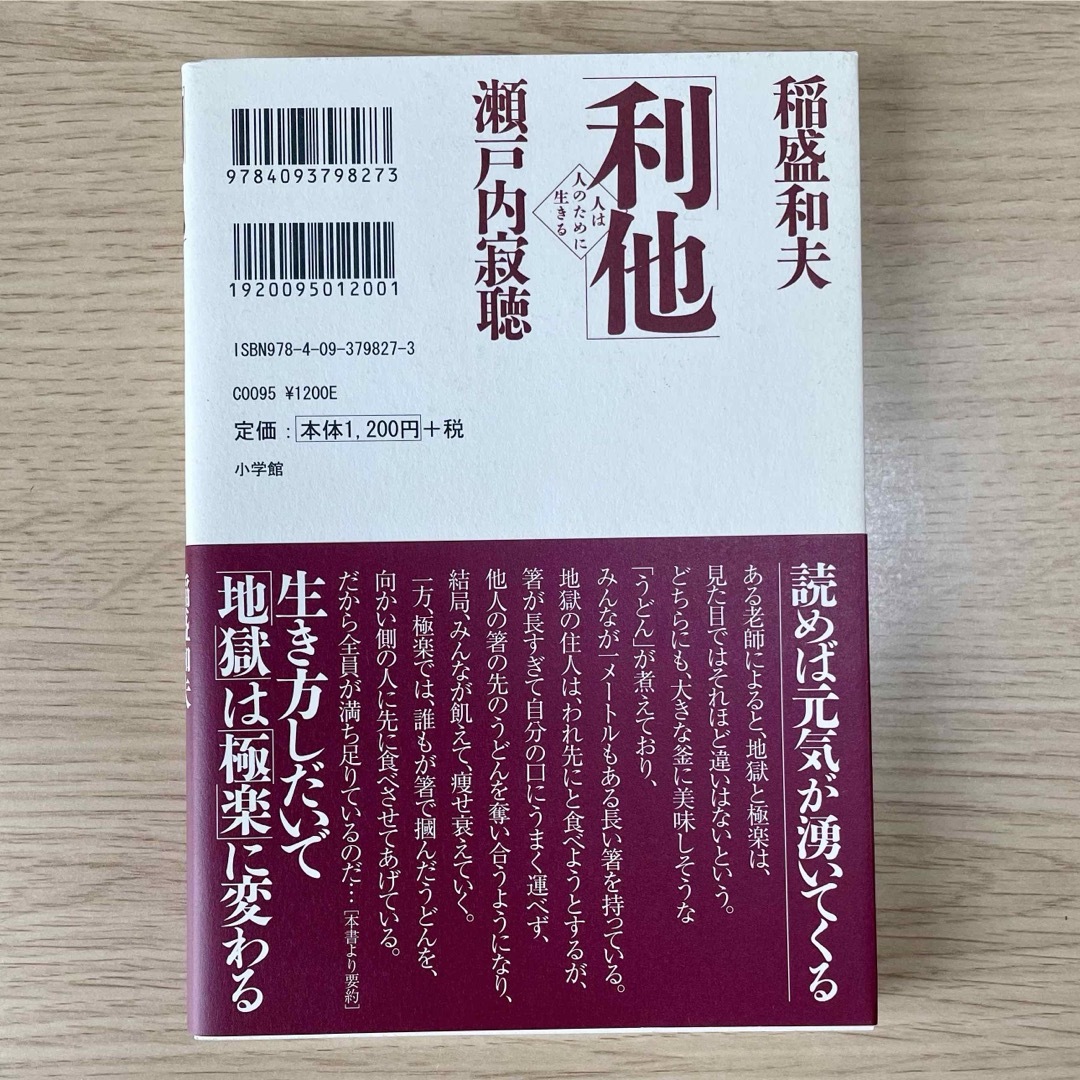 稲盛和夫
「利他」
人は
人のために
生きる
瀬戸内寂聴
9784093798273
1920095012001
ISBN978-4-09-379827-3
C0095 ¥1200E
定価：本体1,200円＋税
小学館
読めば元気が湧いてくる
ある老師によると、地獄と極楽は、
見た目ではそれほど違いはないという。
どちらにも、大きな釜に美味しそうな
「うどん」が煮えており、
みんなが一メートルもある長い箸を持っている。
地獄の住人は、われ先にと食べようとするが、
箸が長すぎて自分の口にうまく運べず、
他人の箸の先のうどんを奪い合うようになり、
結局、みんなが飢えて、痩せ衰えていく。
一方、極楽では、誰もが箸で摑んだうどんを、
向かい側の人に先に食べさせてあげている。
だから全員が満ち足りているのだ…［本書より要約］
生き方しだいで
「地獄」は「極楽」に変わる